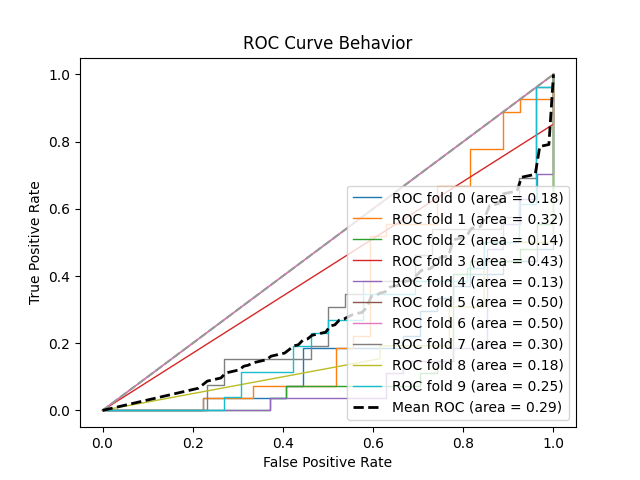 ROC Curve Behavior
True Positive Rate
1.0
0.8
0.6
0.4
0.2
0.0
ROC fold 0 (area = 0.18)
ROC fold 1 (area = 0.32)
ROC fold 2 (area = 0.14)
ROC fold 3 (area = 0.43)
ROC fold 4 (area = 0.13)
ROC fold 5 (area = 0.50)
ROC fold 6 (area = 0.50)
ROC fold 7 (area = 0.30)
ROC fold 8 (area = 0.18)
ROC fold 9 (area = 0.25)
Mean ROC (area = 0.29)
0.0 0.2 0.4 0.6 0.8 1.0
False Positive Rate